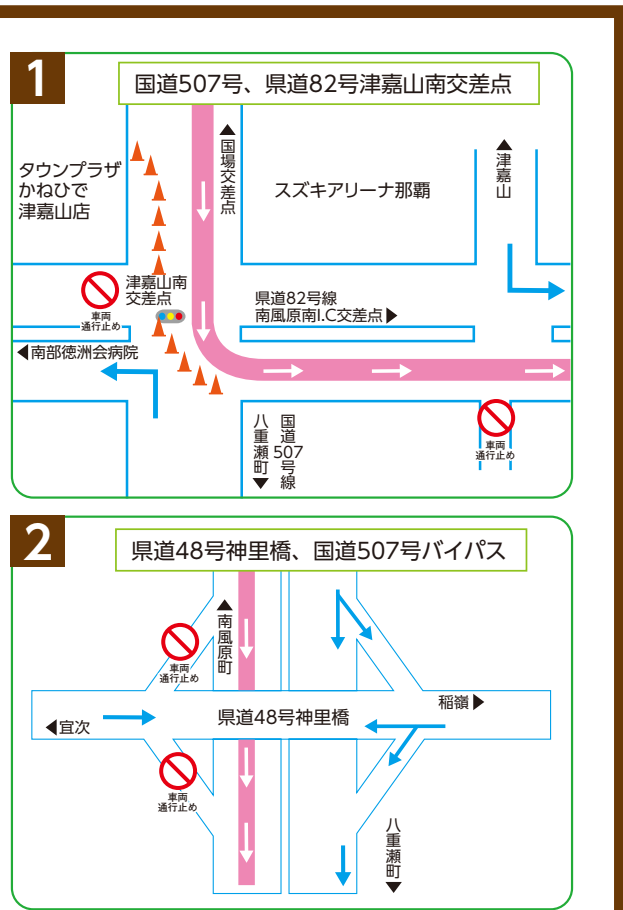 1
国道507号、県道82号津嘉山南交差点
▲国場交差点
▲津嘉山
タウンプラザ
かねひで
津嘉山店
スズキアリーナ那覇
津嘉山南
交差点
車両
通行止め
県道82号線
南風原南I.C交差点▶
◀南部徳洲会病院
国道507号線
八重瀬町▼
車両
通行止め
2
県道48号神里橋、国道507号バイパス
▲南風原町
車両
通行止め
県道48号神里橋
稲嶺▶
◀宜次
車両
通行止め
八重瀬町▼